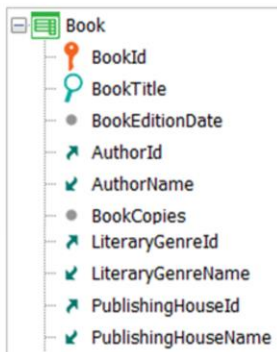 Book
BookId
BookTitle
BookEditionDate
AuthorId
AuthorName
BookCopies
LiteraryGenreId
LiteraryGenreName
PublishingHouseId
PublishingHouseName